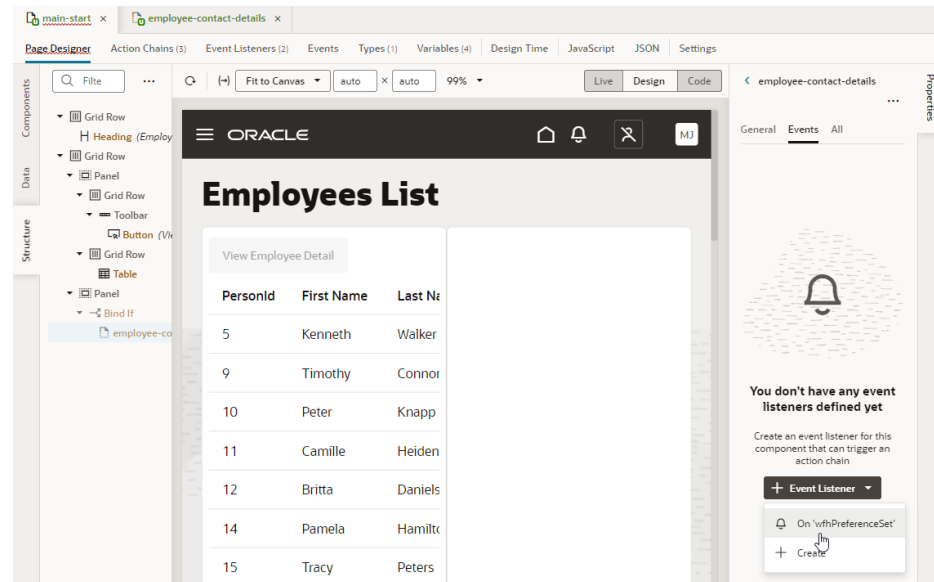 main-start × employee-contact-details ×
Page Designer Action Chains (3) Event Listeners (2) Events Types (1) Variables (4) Design Time JavaScript JSON Settings
Components
Data
Structure
Filte ...
Fit to Canvas auto × auto 99%
Live Design Code
employee-contact-details
...
Properties
General Events All
Grid Row
Heading (Employ
Grid Row
Panel
Grid Row
Toolbar
Button (Vie
Grid Row
Table
Panel
Bind If
employee-co
ORACLE
MJ
Employees List
View Employee Detail
PersonId First Name Last Na
5 Kenneth Walker
9 Timothy Connor
10 Peter Knapp
11 Camille Heiden
12 Britta Daniels
14 Pamela Hamilto
15 Tracy Peters
You don't have any event
listeners defined yet
Create an event listener for this
component that can trigger an
action chain
+ Event Listener
On 'wfhPreferenceSet'
+ Create